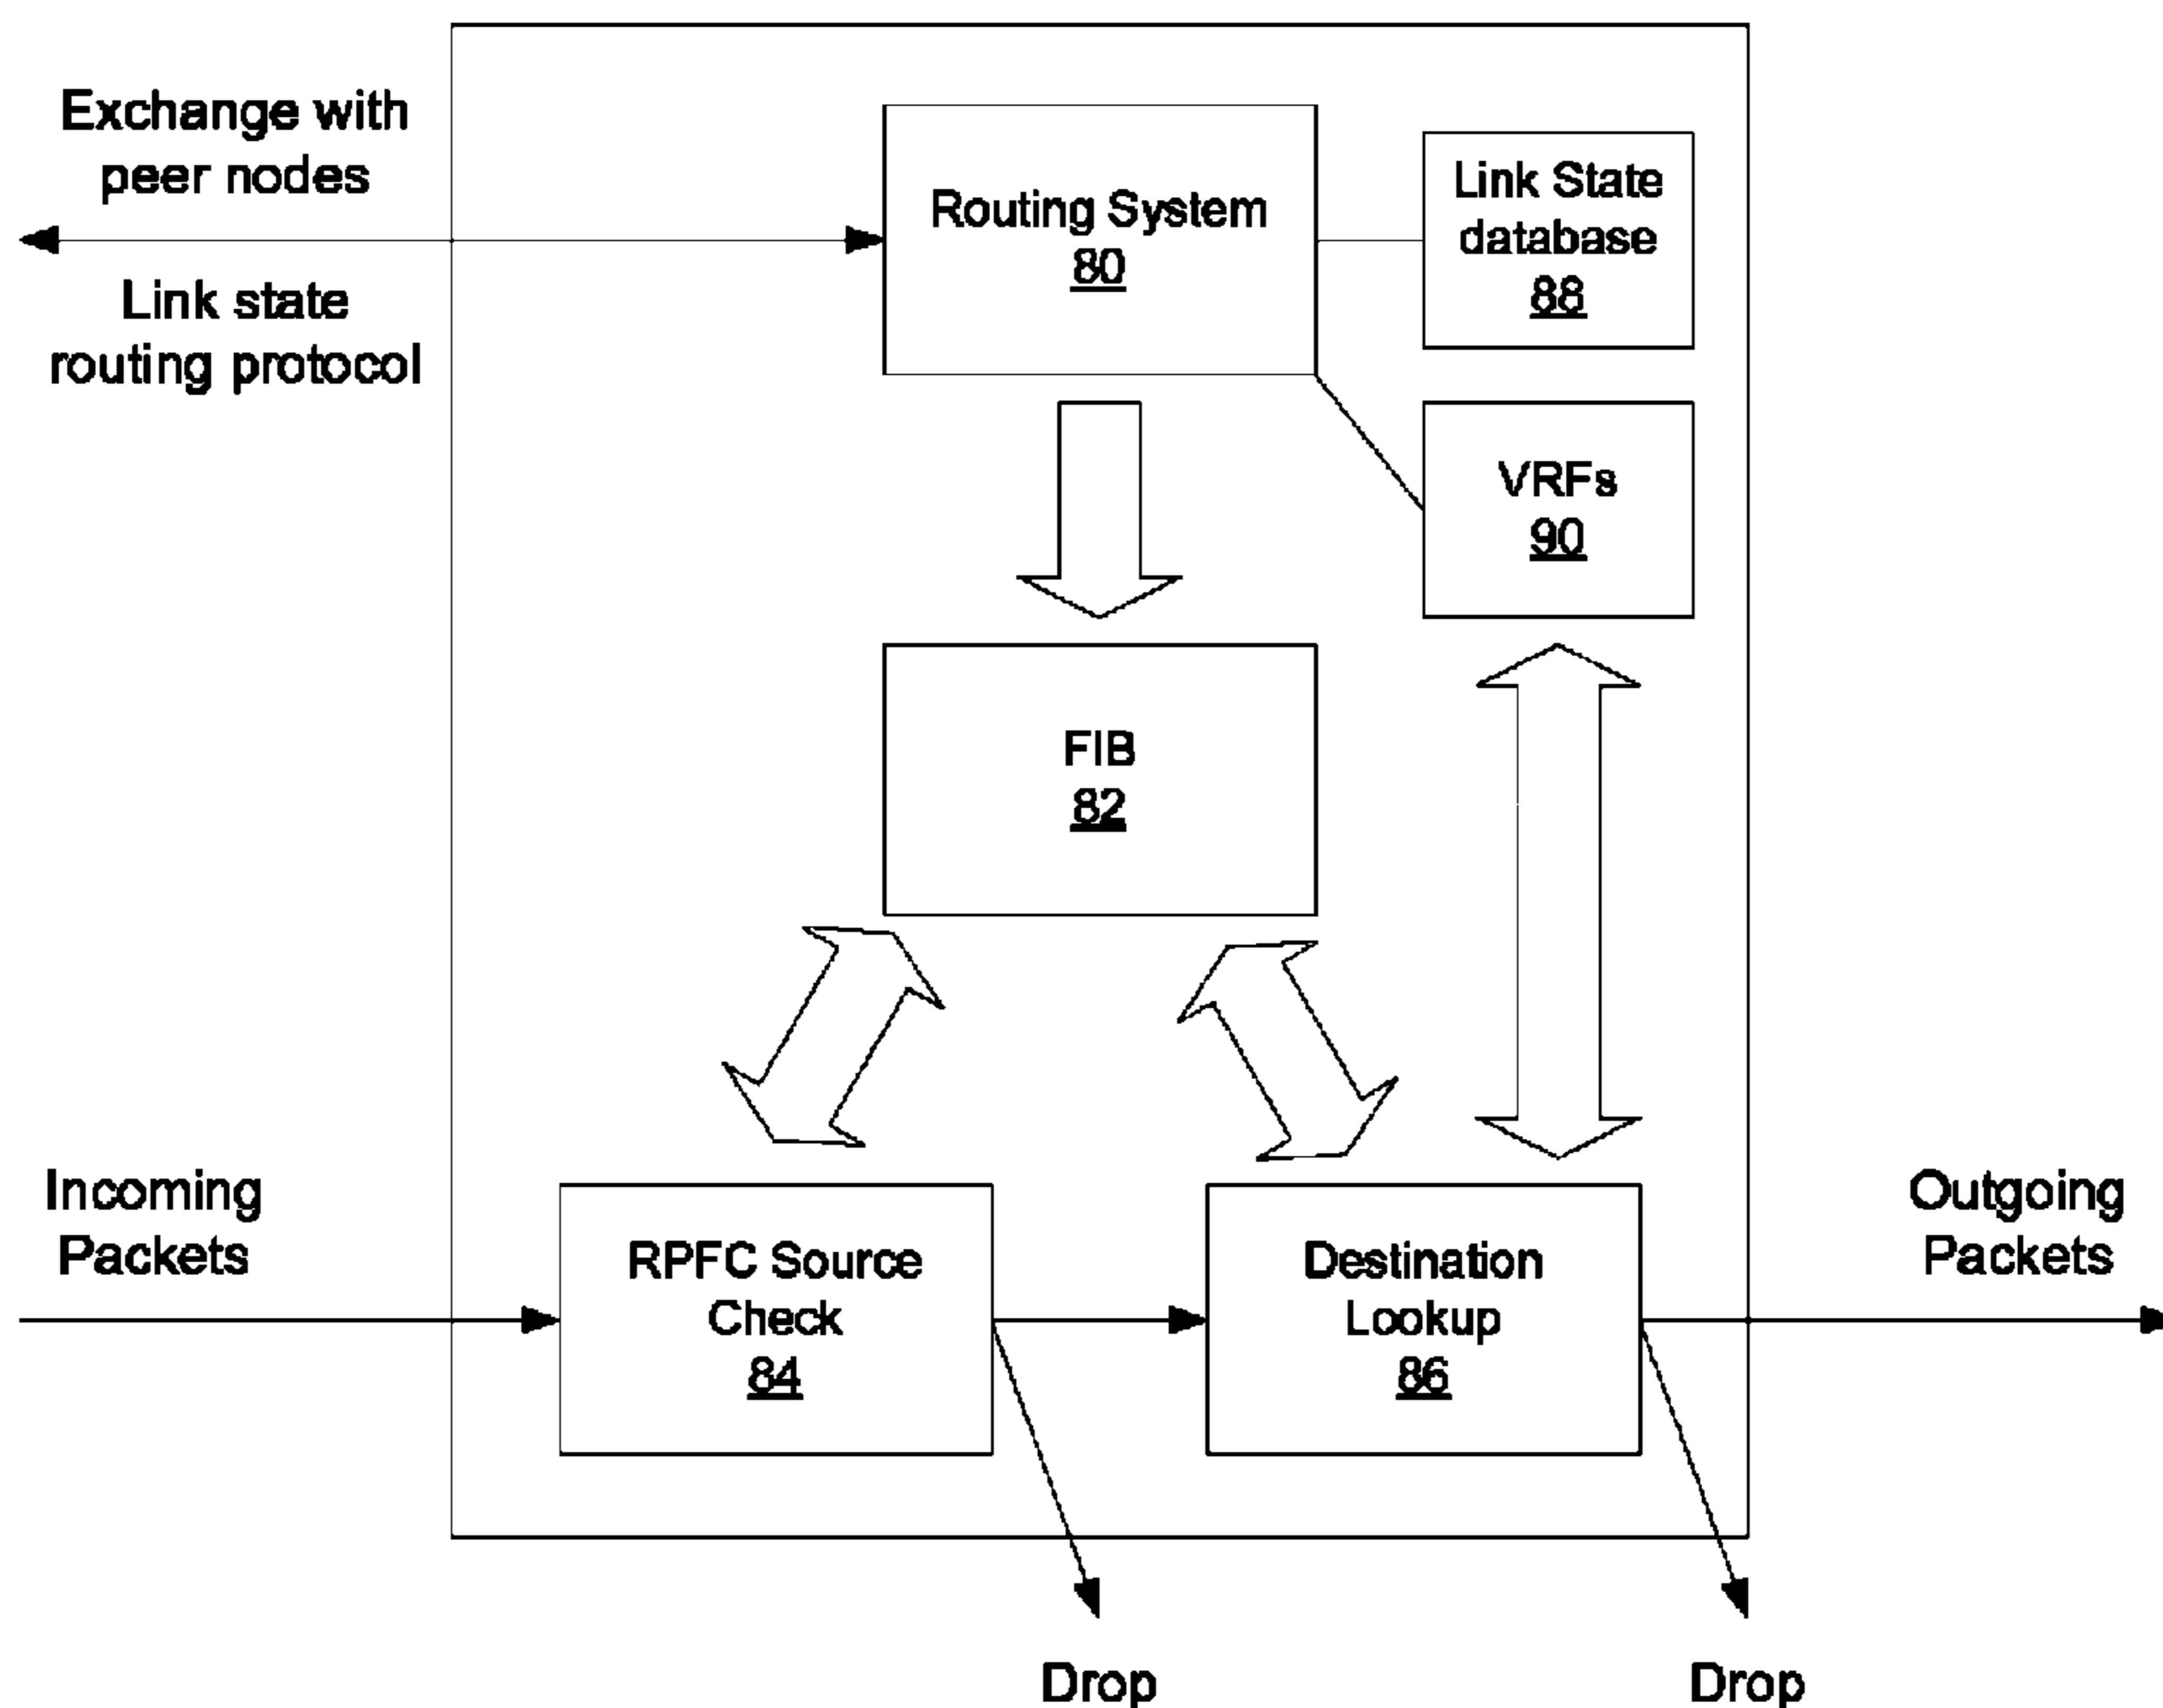 Exchange with
peer nodes
Link state
routing protocol
Routing System
80
Link State
database
88
VRFs
90
FIB
82
Incoming
Packets
RPFC Source
Check
84
Destination
Lookup
86
Outgoing
Packets
Drop
Drop